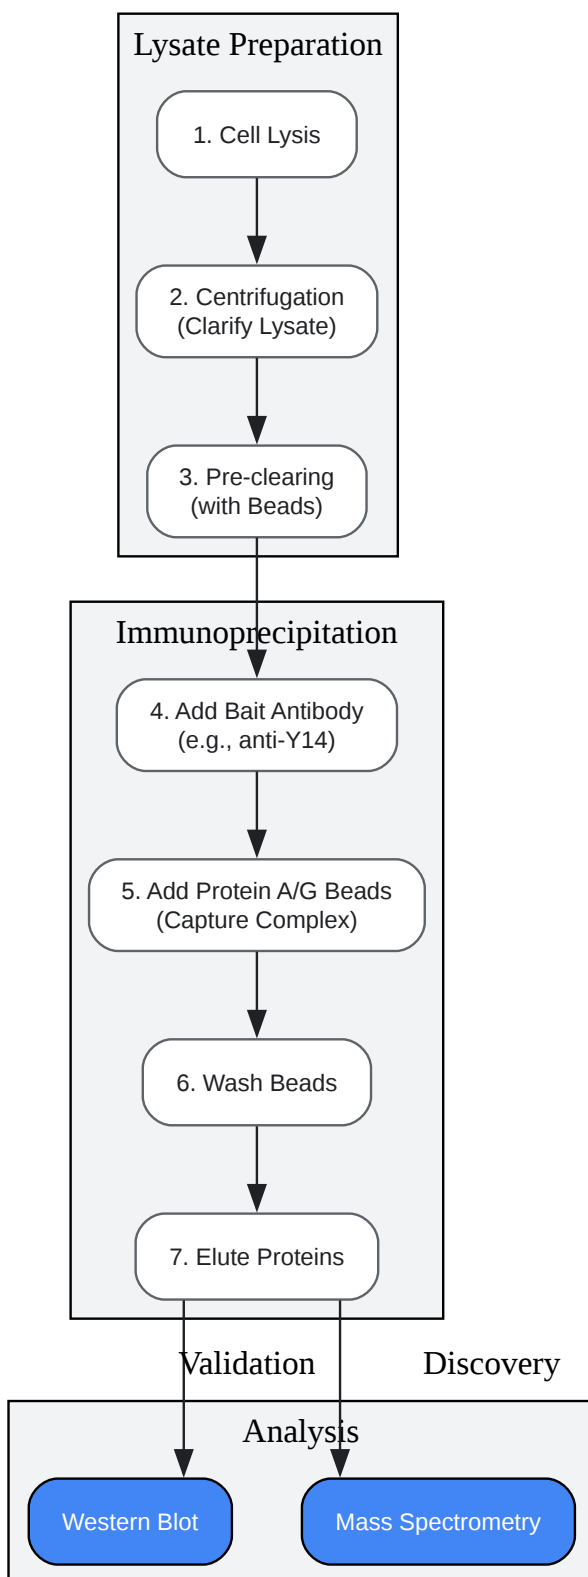 Lysate Preparation
1. Cell Lysis
2. Centrifugation
(Clarify Lysate)
3. Pre-clearing
(with Beads)
Immunoprecipitation
4. Add Bait Antibody
(e.g., anti-Y14)
5. Add Protein A/G Beads
(Capture Complex)
6. Wash Beads
7. Elute Proteins
Validation
Discovery
Analysis
Western Blot
Mass Spectrometry